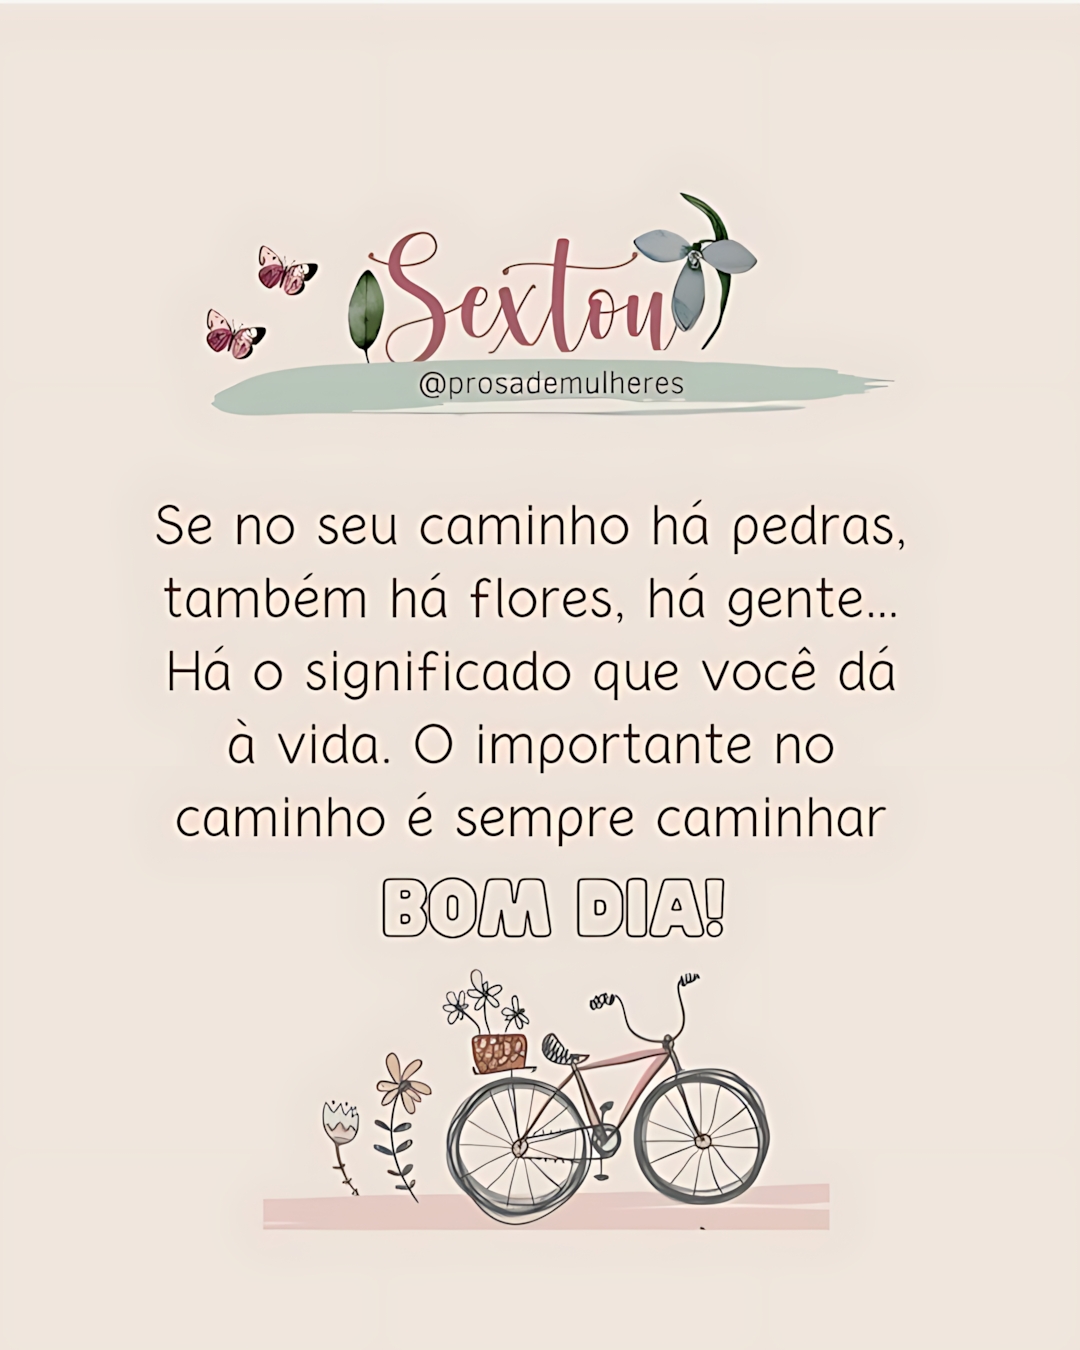 Sextou
@prosademulheres
Se no seu caminho há pedras,
também há flores, há gente...
Há o significado que você dá
à vida. O importante no
caminho é sempre caminhar
BOM DIA!